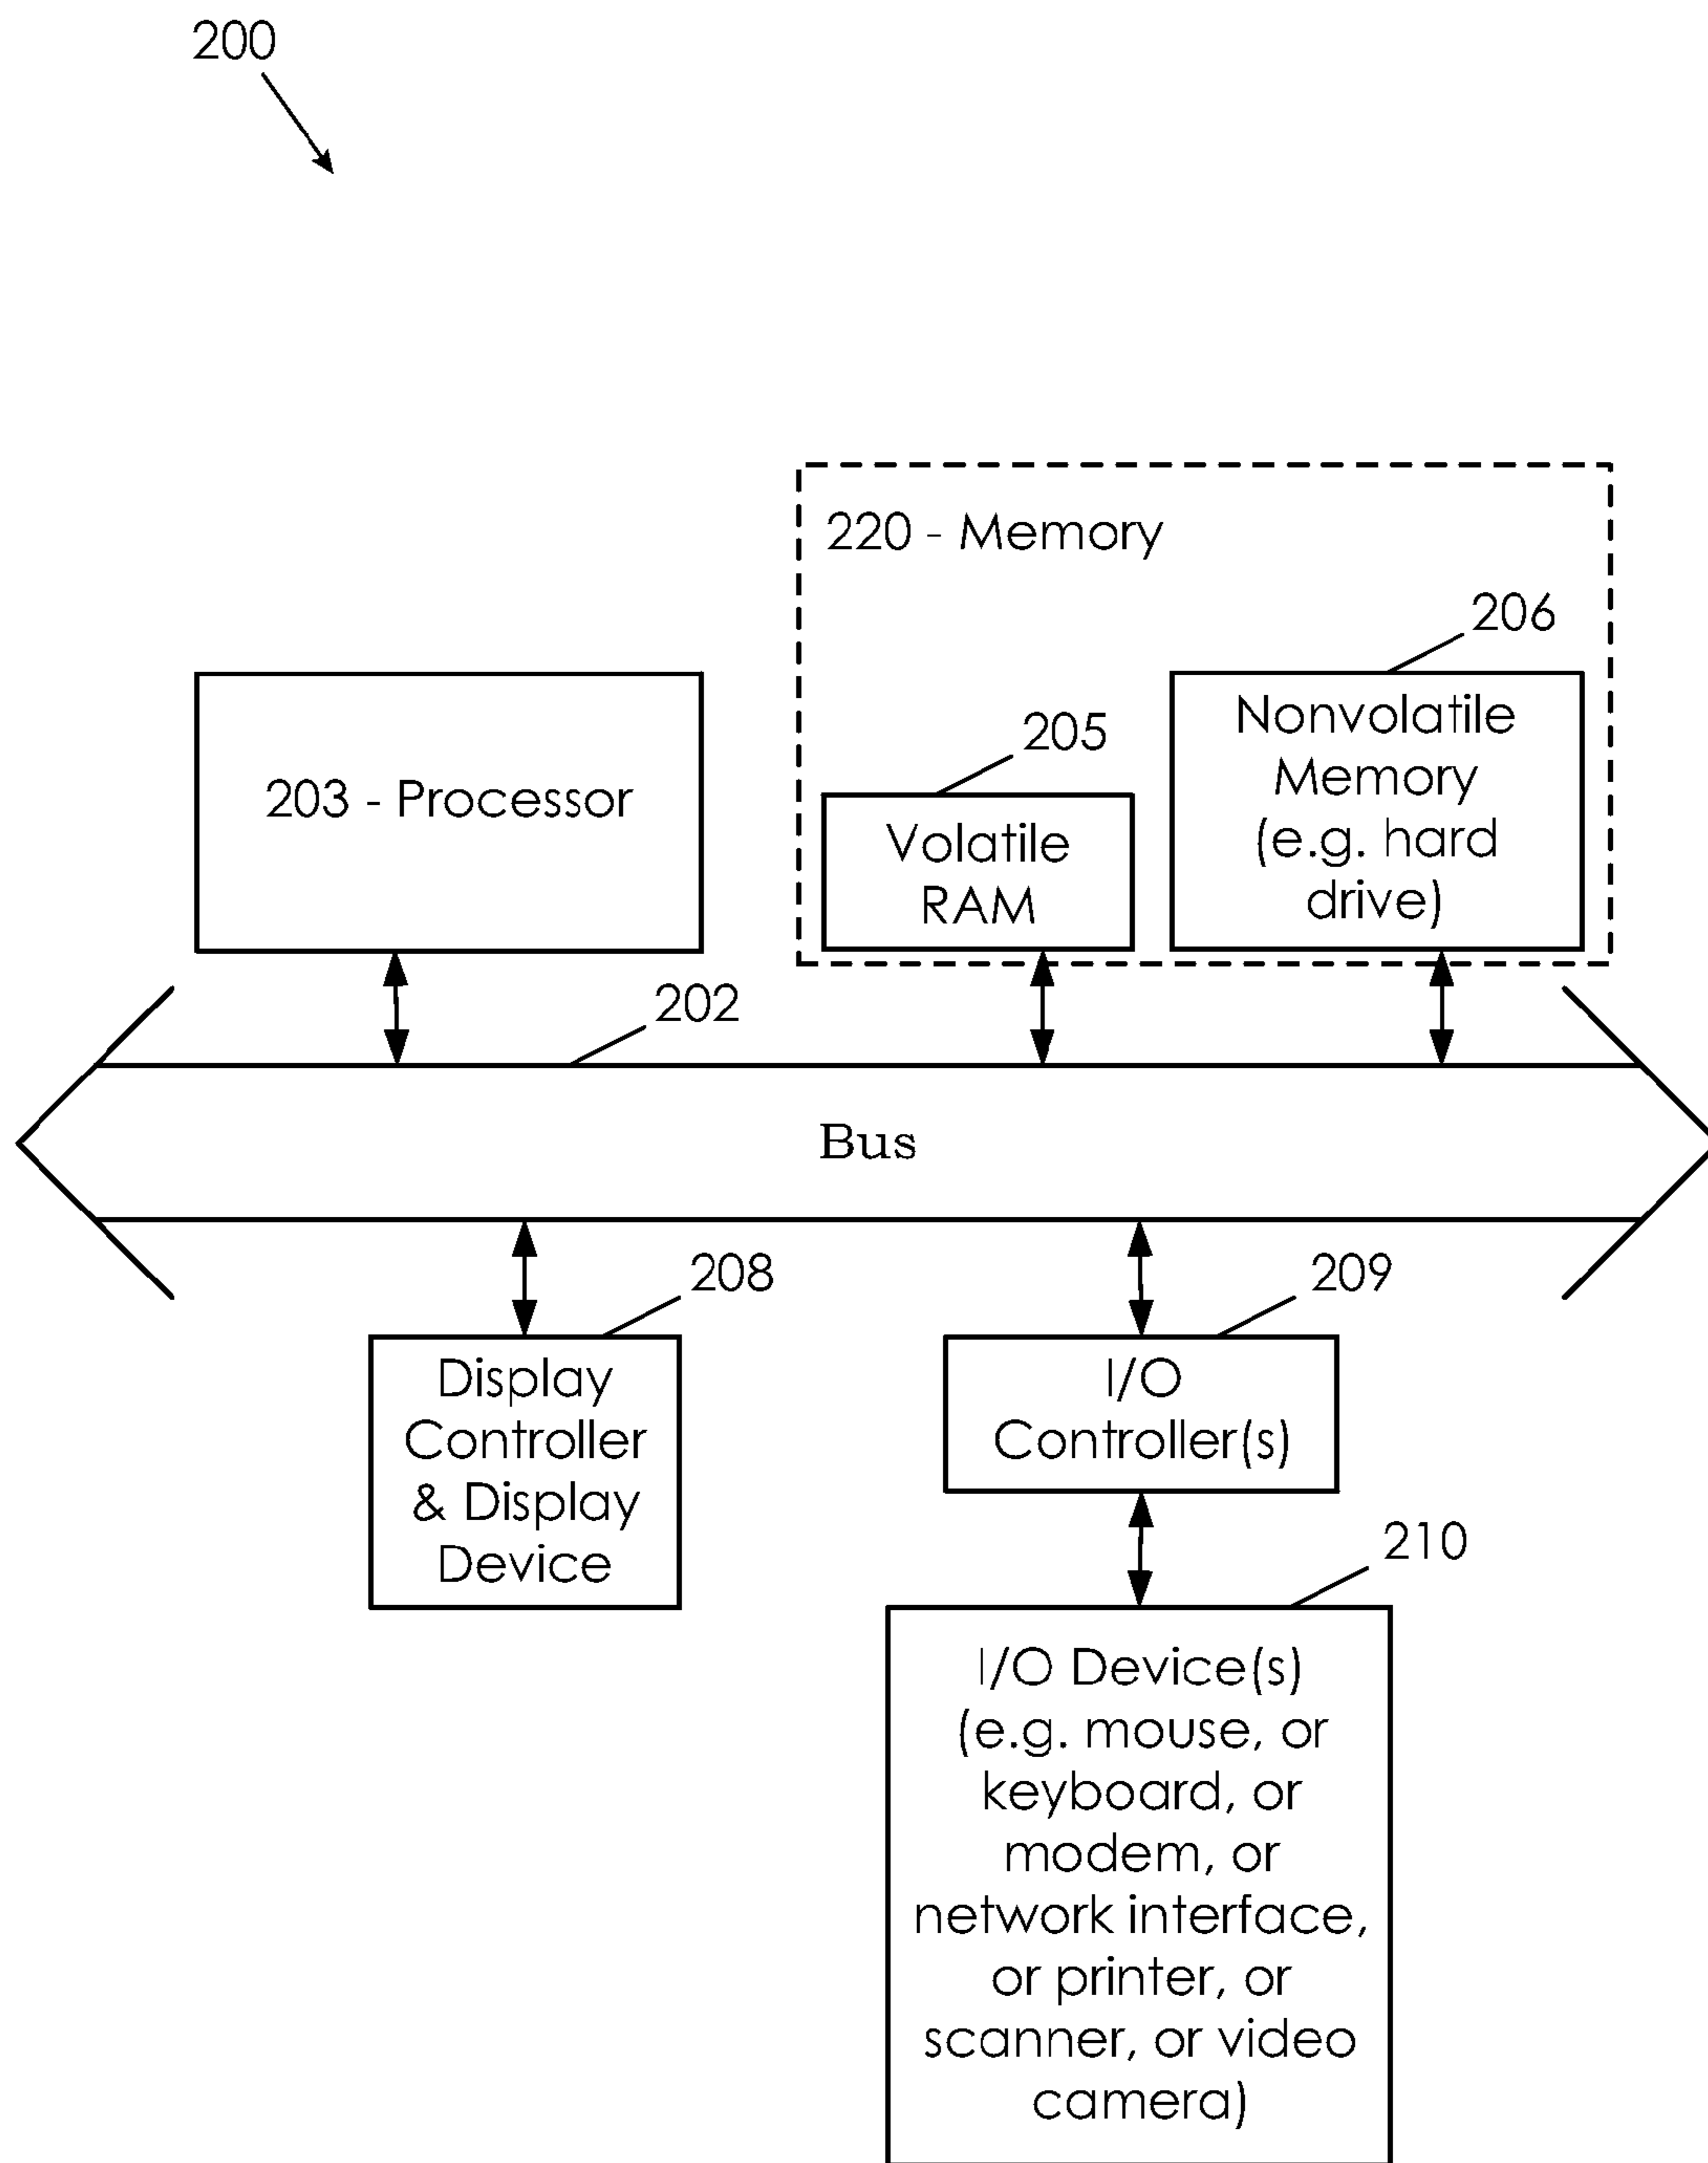 200
220 - Memory
206
Nonvolatile
Memory
(e.g. hard
drive)
205
Volatile
RAM
203 - Processor
202
Bus
208
Display
Controller
& Display
Device
209
I/O
Controller(s)
210
I/O Device(s)
(e.g. mouse, or
keyboard, or
modem, or
network interface,
or printer, or
scanner, or video
camera)